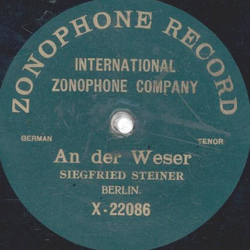 ZONOPHONE RECORD
INTERNATIONAL
ZONOPHONE COMPANY
GERMAN
TENOR
An der Weser
SIEGFRIED STEINER
BERLIN.
X-22086